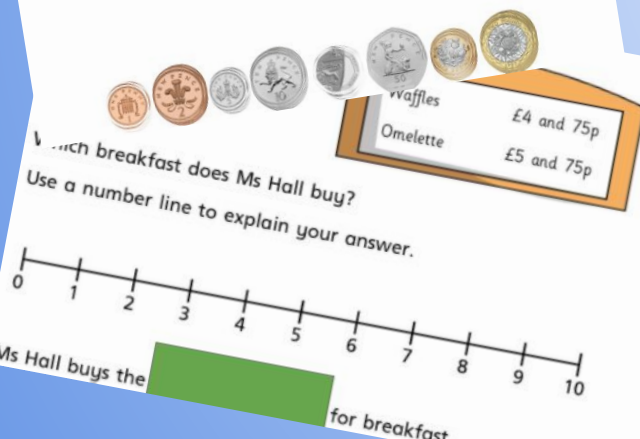 Waffles £4 and 75p
Omelette £5 and 75p
Which breakfast does Ms Hall buy?
Use a number line to explain your answer.
0 1 2 3 4 5 6 7 8 9 10
Ms Hall buys the
for breakfast